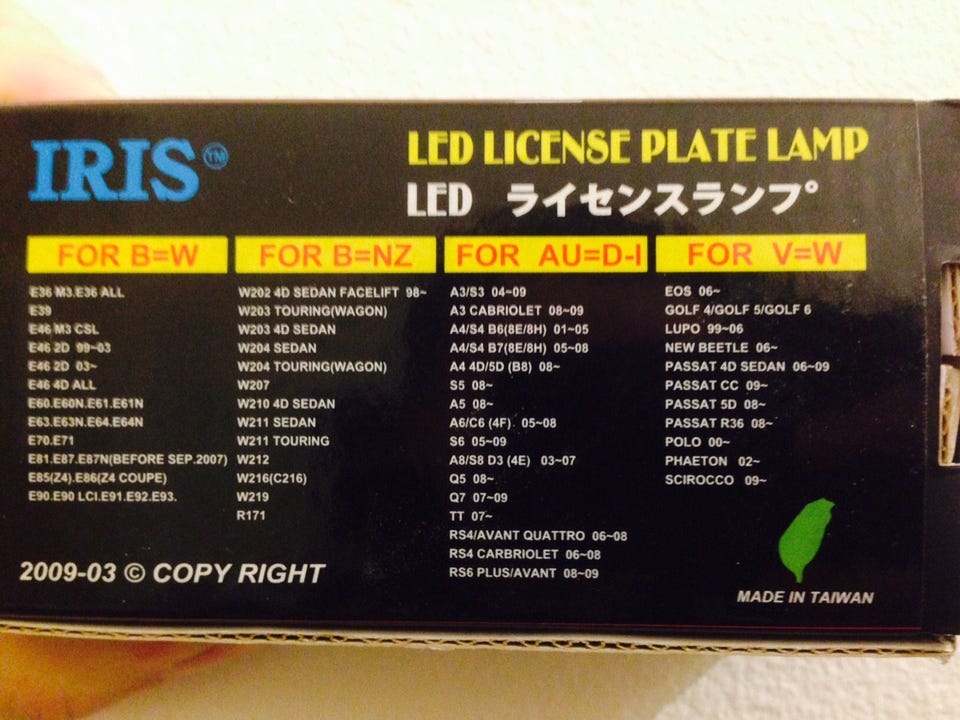 IRIS™
LED LICENSE PLATE LAMP
LED ライセンスランプ
FOR B=W
E36 M3.E36 ALL
E39
E46 M3 CSL
E46 2D 99~03
E46 2D 03~
E46 4D ALL
E60.E60N.E61.E61N
E63.E63N.E64.E64N
E70.E71
E81.E87.E87N(BEFORE SEP.2007)
E85(Z4).E86(Z4 COUPE)
E90.E90 LCI.E91.E92.E93.
FOR B=NZ
W202 4D SEDAN FACELIFT 98~
W203 TOURING(WAGON)
W203 4D SEDAN
W204 SEDAN
W204 TOURING(WAGON)
W207
W210 4D SEDAN
W211 SEDAN
W211 TOURING
W212
W216(C216)
W219
R171
FOR AU=D-I
A3/S3 04~09
A3 CABRIOLET 08~09
A4/S4 B6(8E/8H) 01~05
A4/S4 B7(8E/8H) 05~08
A4 4D/5D (B8) 08~
S5 08~
A5 08~
A6/C6 (4F) 05~08
S6 05~09
A8/S8 D3 (4E) 03~07
Q5 08~
Q7 07~09
TT 07~
RS4/AVANT QUATTRO 06~08
RS4 CARBRIOLET 06~08
RS6 PLUS/AVANT 08~09
FOR V=W
EOS 06~
GOLF 4/GOLF 5/GOLF 6
LUPO 99~06
NEW BEETLE 06~
PASSAT 4D SEDAN 06~09
PASSAT CC 09~
PASSAT 5D 08~
PASSAT R36 08~
POLO 00~
PHAETON 02~
SCIROCCO 09~
2009-03 © COPY RIGHT
MADE IN TAIWAN